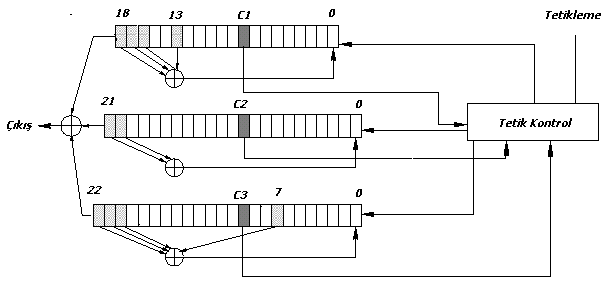 18 13 C1 0 Tetikleme
21 C2 0
Çıkış
Tetik Kontrol
22 C3 7 0